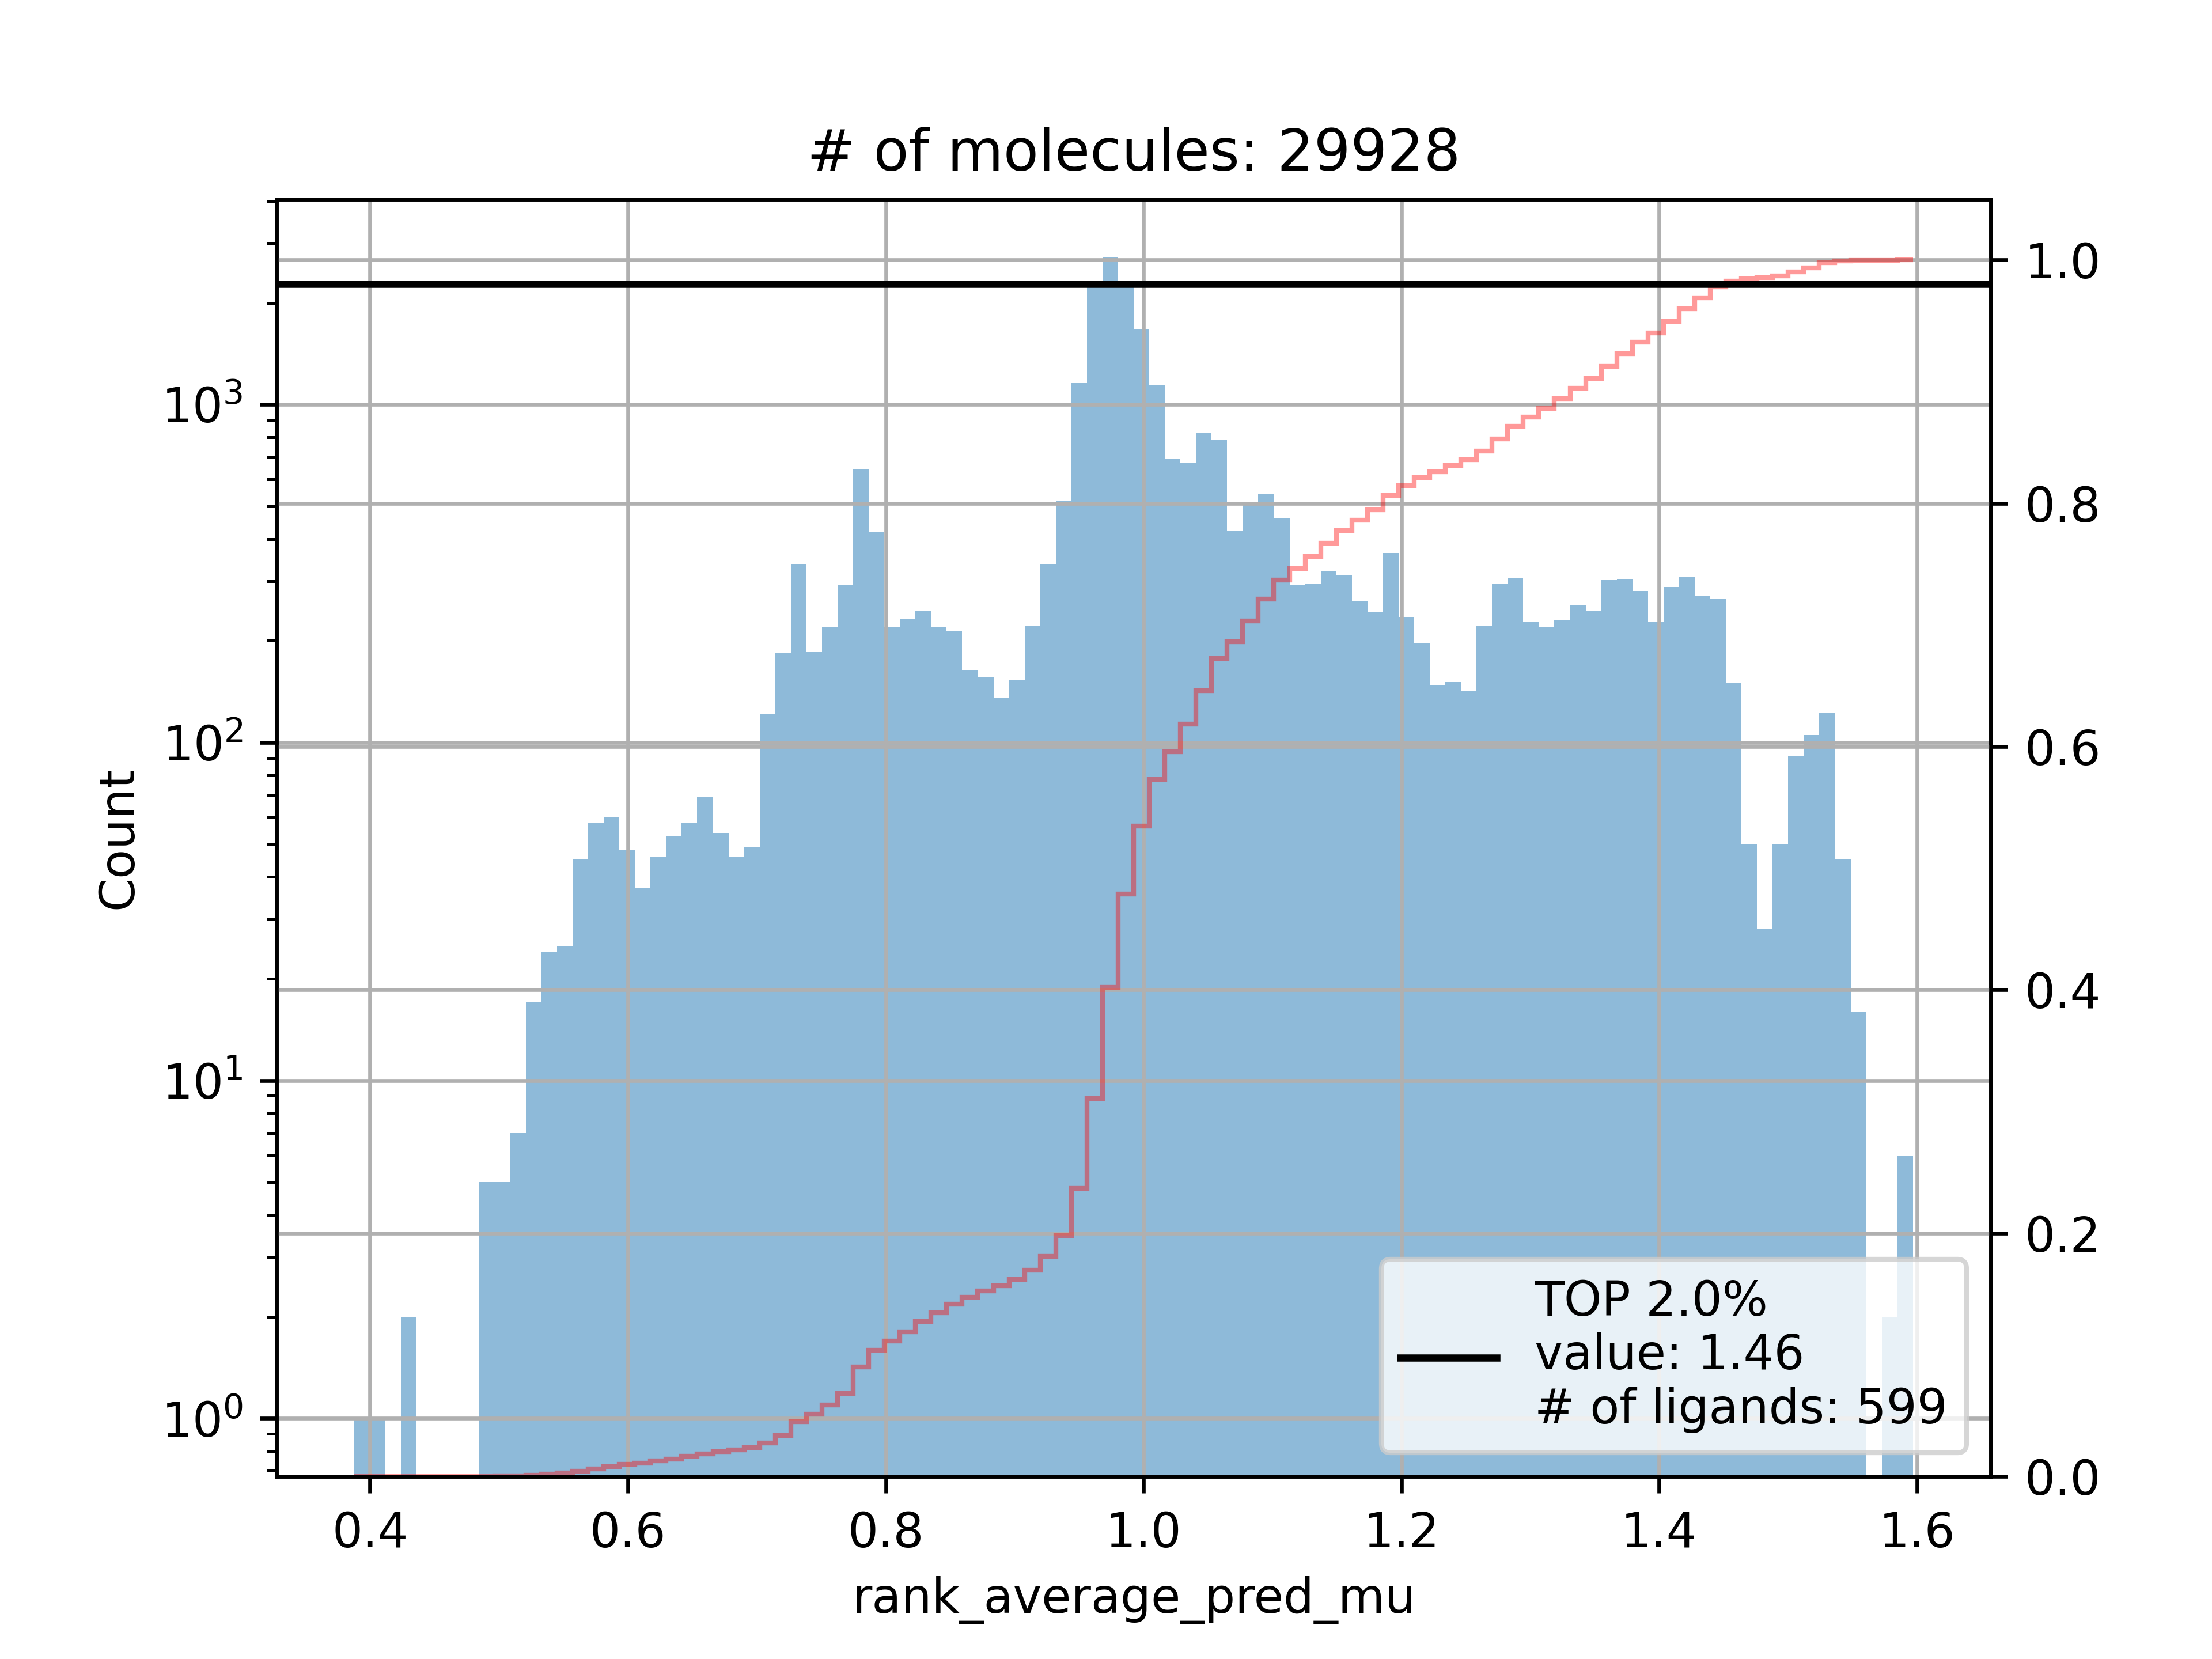 # of molecules: 29928
Count
10³
10²
10¹
10⁰
1.0
0.8
0.6
0.4
0.2
0.0
TOP 2.0%
value: 1.46
# of ligands: 599
0.4 0.6 0.8 1.0 1.2 1.4 1.6
rank_average_pred_mu